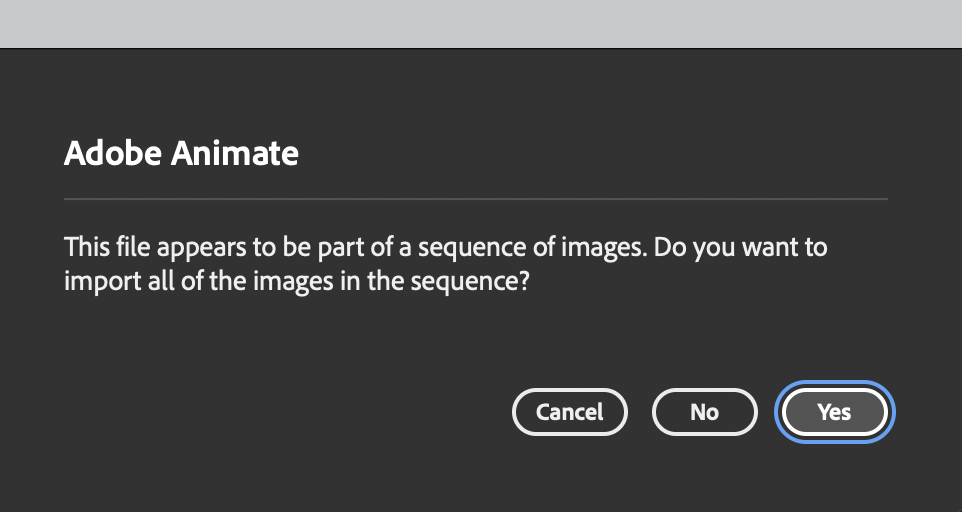 Adobe Animate
This file appears to be part of a sequence of images. Do you want to
import all of the images in the sequence?
Cancel
No
Yes